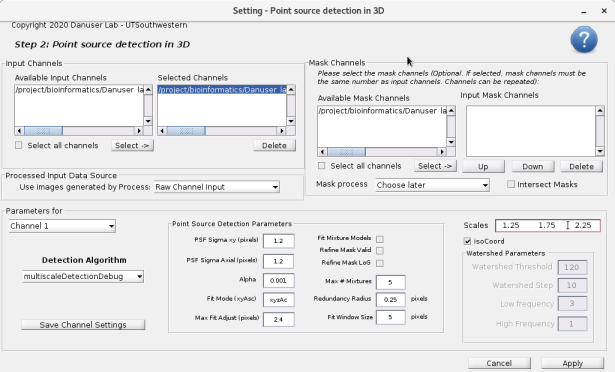 Setting - Point source detection in 3D
Copyright 2020 Danuser Lab - UTSouthwestern
Step 2: Point source detection in 3D
?
Input Channels
Available Input Channels
Selected Channels
/project/bioinformatics/Danuser_la
/project/bioinformatics/Danuser_la
Select all channels
Select ->
Delete
Mask Channels
Please select the mask channels (Optional. If selected, mask channels must be
the same number as input channels. Channels can be repeated):
Available Mask Channels
Input Mask Channels
/project/bioinformatics/Danuser_la
Select all channels
Select ->
Up
Down
Delete
Mask process
Choose later
Intersect Masks
Processed Input Data Source
Use images generated by Process:
Raw Channel Input
Parameters for
Channel 1
Detection Algorithm
multiscaleDetectionDebug
Save Channel Settings
Point Source Detection Parameters
PSF Sigma xy (pixels)
1.2
PSF Sigma Axial (pixels)
1.2
Alpha
0.001
Fit Mode (xyAsc)
xyzAc
Max Fit Adjust (pixels)
2.4
Fit Mixture Models
Refine Mask Valid
Refine Mask LoG
Max # Mixtures
5
Redundancy Radius
0.25
pixels
Fit Window Size
5
pixels
Scales
1.25 1.75 2.25
isoCoord
Watershed Parameters
Watershed Threshold
120
Watershed Step
10
Low frequency
3
High Frequency
1
Cancel
Apply